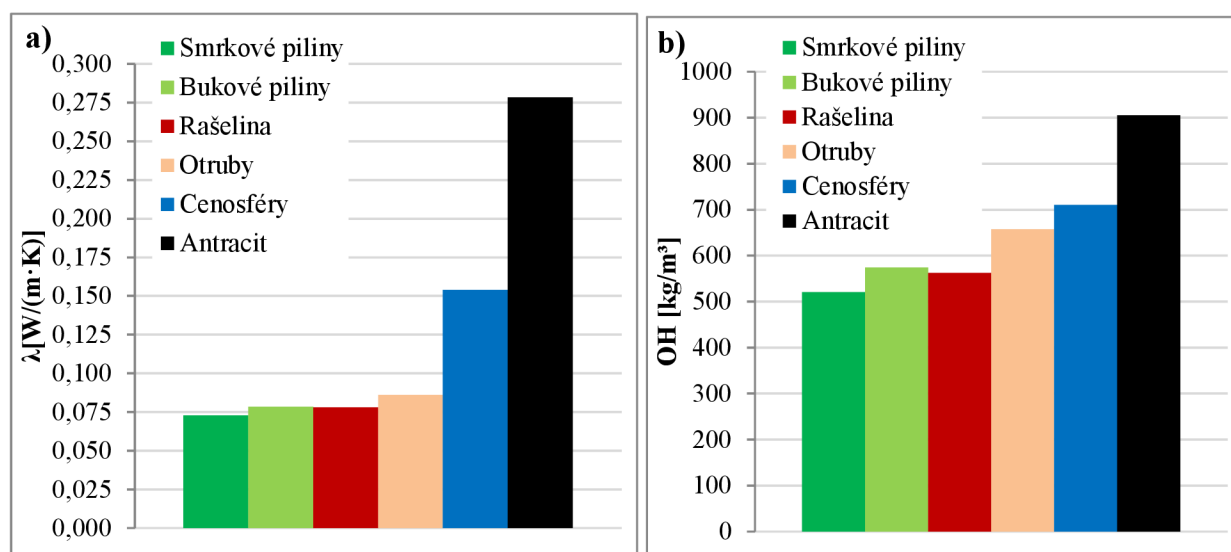 a)
λ[W/(m·K)]
0,300
0,275
0,250
0,225
0,200
0,175
0,150
0,125
0,100
0,075
0,050
0,025
0,000
Smrkové piliny
Bukové piliny
Rašelina
Otruby
Cenosféry
Antracit
b)
OH [kg/m³]
1000
900
800
700
600
500
400
300
200
100
0
Smrkové piliny
Bukové piliny
Rašelina
Otruby
Cenosféry
Antracit